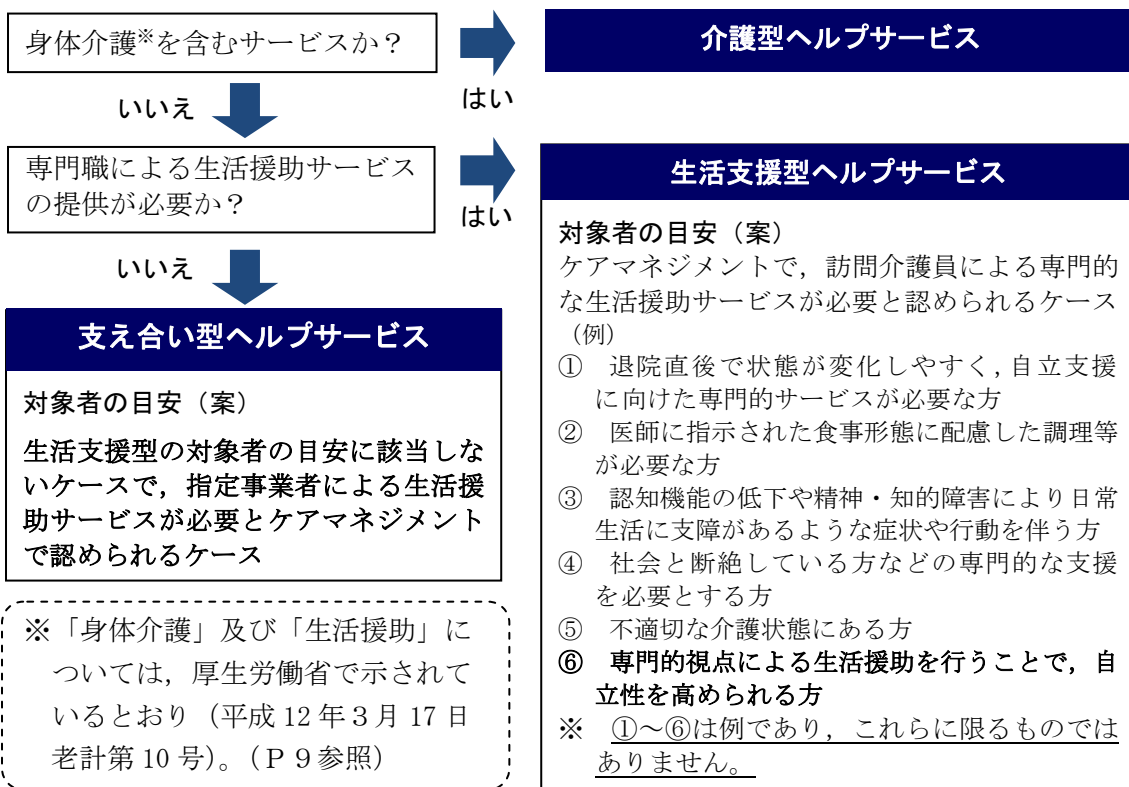 身体介護※を含むサービスか?
はい
介護型ヘルプサービス
いいえ
専門職による生活援助サービス
の提供が必要か?
はい
いいえ
生活支援型ヘルプサービス
対象者の目安(案)
ケアマネジメントで,訪問介護員による専門的
な生活援助サービスが必要と認められるケース
(例)
① 退院直後で状態が変化しやすく,自立支援
に向けた専門的サービスが必要な方
② 医師に指示された食事形態に配慮した調理等
が必要な方
③ 認知機能の低下や精神・知的障害により日常
生活に支障があるような症状や行動を伴う方
④ 社会と断絶している方などの専門的な支援
を必要とする方
⑤ 不適切な介護状態にある方
⑥ 専門的視点による生活援助を行うことで,自
立性を高められる方
※ ①~⑥は例であり,これらに限るものでは
ありません。
支え合い型ヘルプサービス
対象者の目安(案)
生活支援型の対象者の目安に該当しな
いケースで,指定事業者による生活援
助サービスが必要とケアマネジメント
で認められるケース
※「身体介護」及び「生活援助」に
ついては,厚生労働省で示されて
いるとおり(平成12年3月17日
老計第10号)。(P9参照)